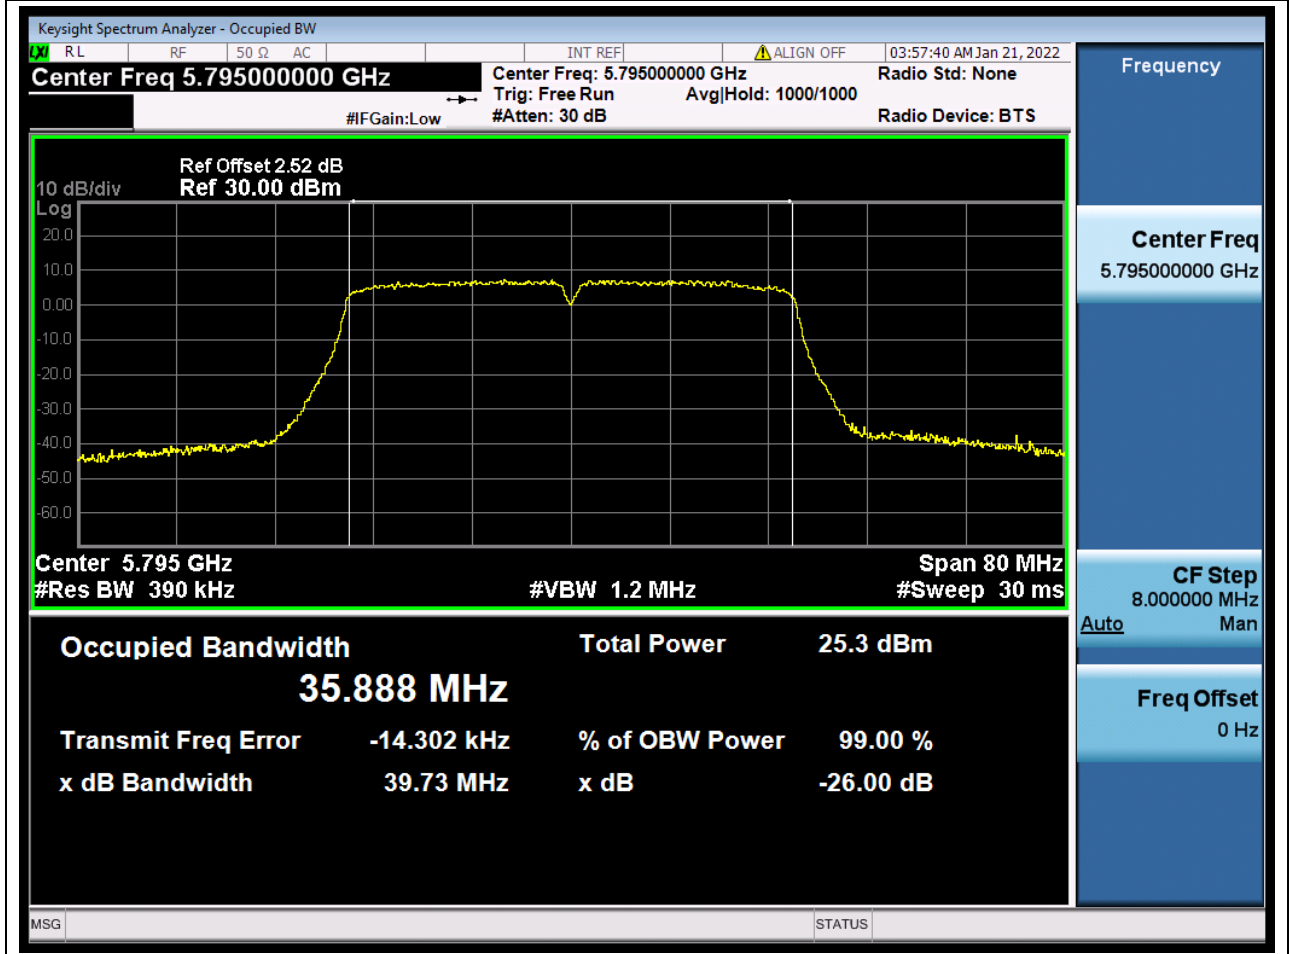 Keysight Spectrum Analyzer - Occupied BW
LXI RL RF 50 Ω AC INT REF ALIGN OFF 03:57:40 AM Jan 21, 2022
Center Freq 5.795000000 GHz
Center Freq: 5.795000000 GHz
Radio Std: None
Trig: Free Run Avg|Hold: 1000/1000
#IFGain:Low
#Atten: 30 dB
Radio Device: BTS
Ref Offset 2.52 dB
10 dB/div Ref 30.00 dBm
Log
20.0
10.0
0.00
-10.0
-20.0
-30.0
-40.0
-50.0
-60.0
Center 5.795 GHz Span 80 MHz
#Res BW 390 kHz #VBW 1.2 MHz #Sweep 30 ms
Occupied Bandwidth Total Power 25.3 dBm
35.888 MHz
Transmit Freq Error -14.302 kHz % of OBW Power 99.00 %
x dB Bandwidth 39.73 MHz x dB -26.00 dB
Frequency
Center Freq
5.795000000 GHz
CF Step
8.000000 MHz
Auto Man
Freq Offset
0 Hz
MSG STATUS